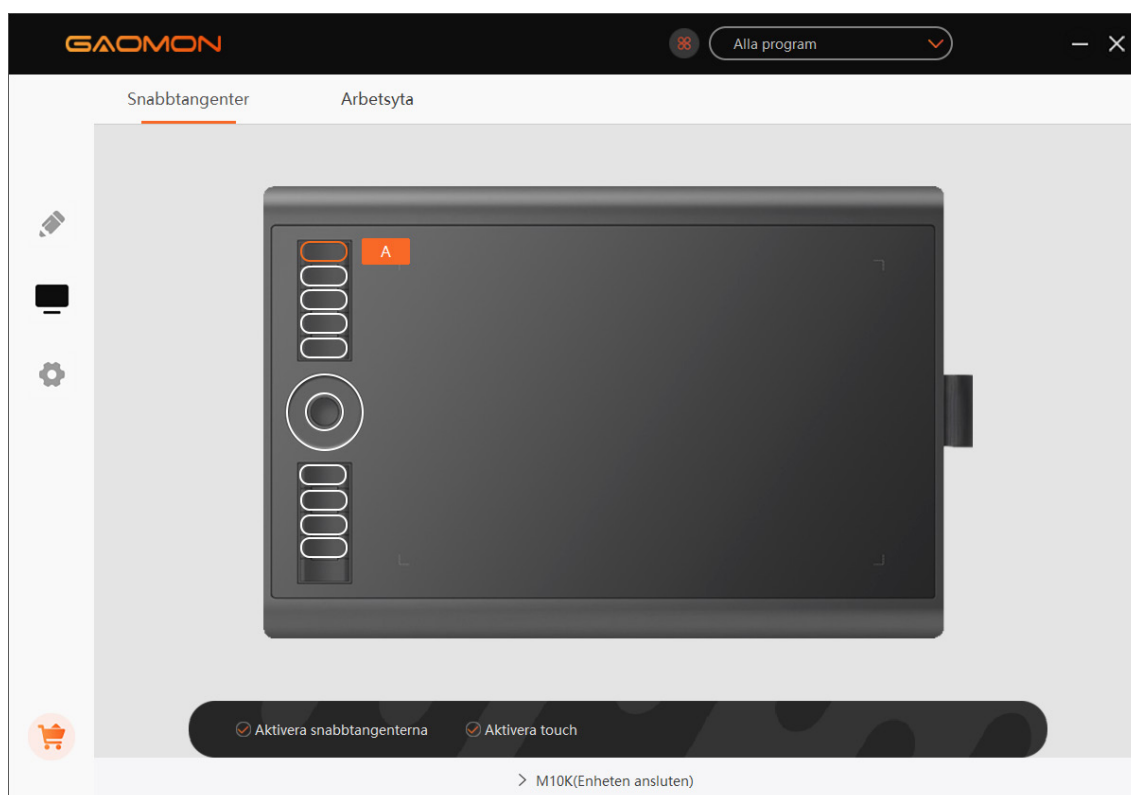 GAOMON
Alla program
Snabbtangenter
Arbetsyta
A
Aktivera snabbtangenterna
Aktivera touch
M10K(Enheten ansluten)